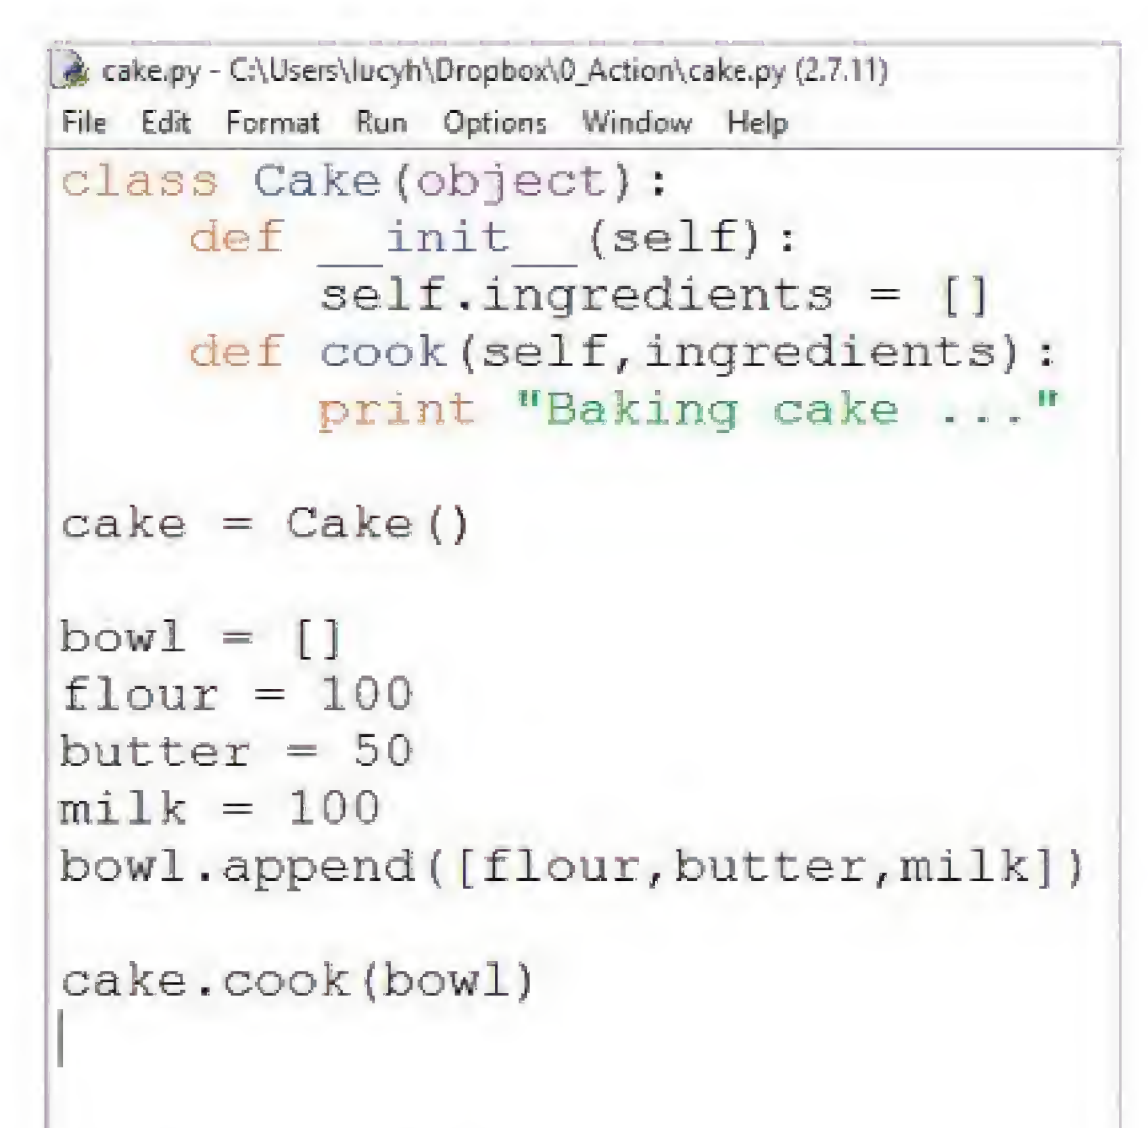 cake.py - C:\Users\lucyh\Dropbox\0_Action\cake.py (2.7.11)
File Edit Format Run Options Window Help
class Cake(object):
    def __init__(self):
        self.ingredients = []
    def cook(self,ingredients):
        print "Baking cake ..."

cake = Cake()

bowl = []
flour = 100
butter = 50
milk = 100
bowl.append([flour,butter,milk])

cake.cook(bowl)